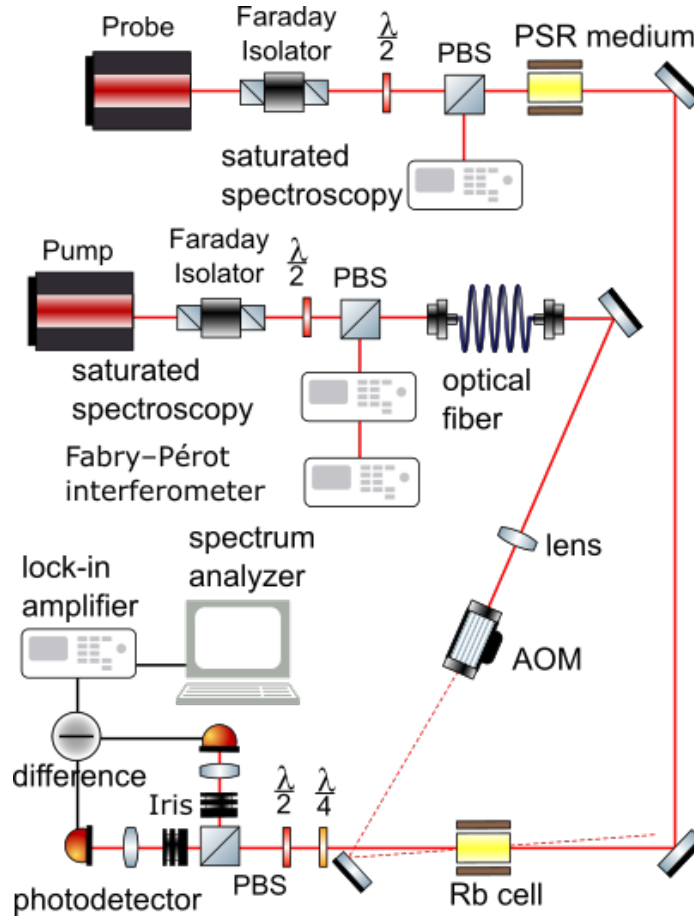 Probe
Faraday
Isolator
λ
2
PBS
PSR medium
saturated
spectroscopy
Pump
Faraday
Isolator
λ
2
PBS
saturated
spectroscopy
optical
fiber
Fabry–Pérot
interferometer
lens
spectrum
analyzer
lock-in
amplifier
AOM
difference
Iris
λ
2
λ
4
PBS
photodetector
Rb cell